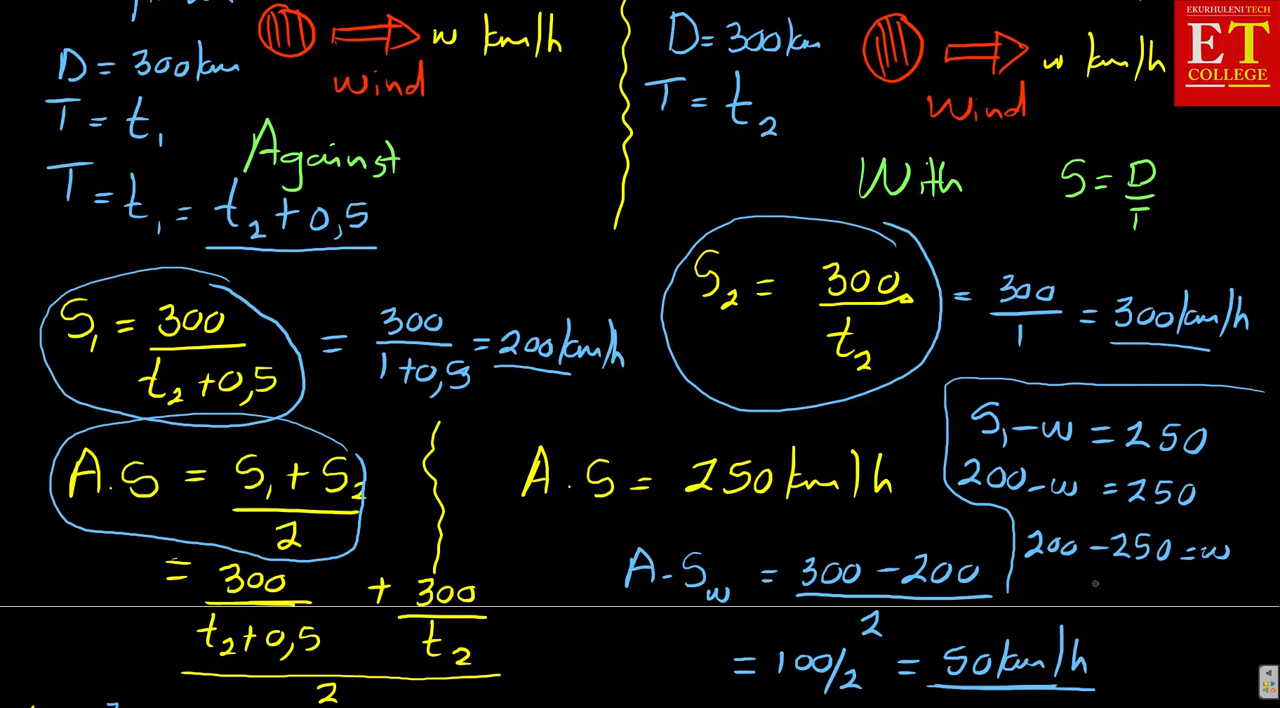 D = 300km
T = t₁
T = t₁ = t₂ + 0,5
w km/h
Wind
Against
S₁ = 300 / (t₂ + 0,5) = 300 / (1 + 0,5) = 200km/h
A.S = (S₁ + S₂) / 2
= (300 / (t₂ + 0,5) + 300 / t₂) / 2
D = 300km
T = t₂
w km/h
Wind
With
S = D / T
S₂ = 300 / t₂ = 300 / 1 = 300km/h
A.S = 250km/h
A.S_w = (300 - 200) / 2
= 100/2 = 50km/h
S₁ - w = 250
200 - w = 250
200 - 250 = w
EKURHULENI TECH
ET
COLLEGE